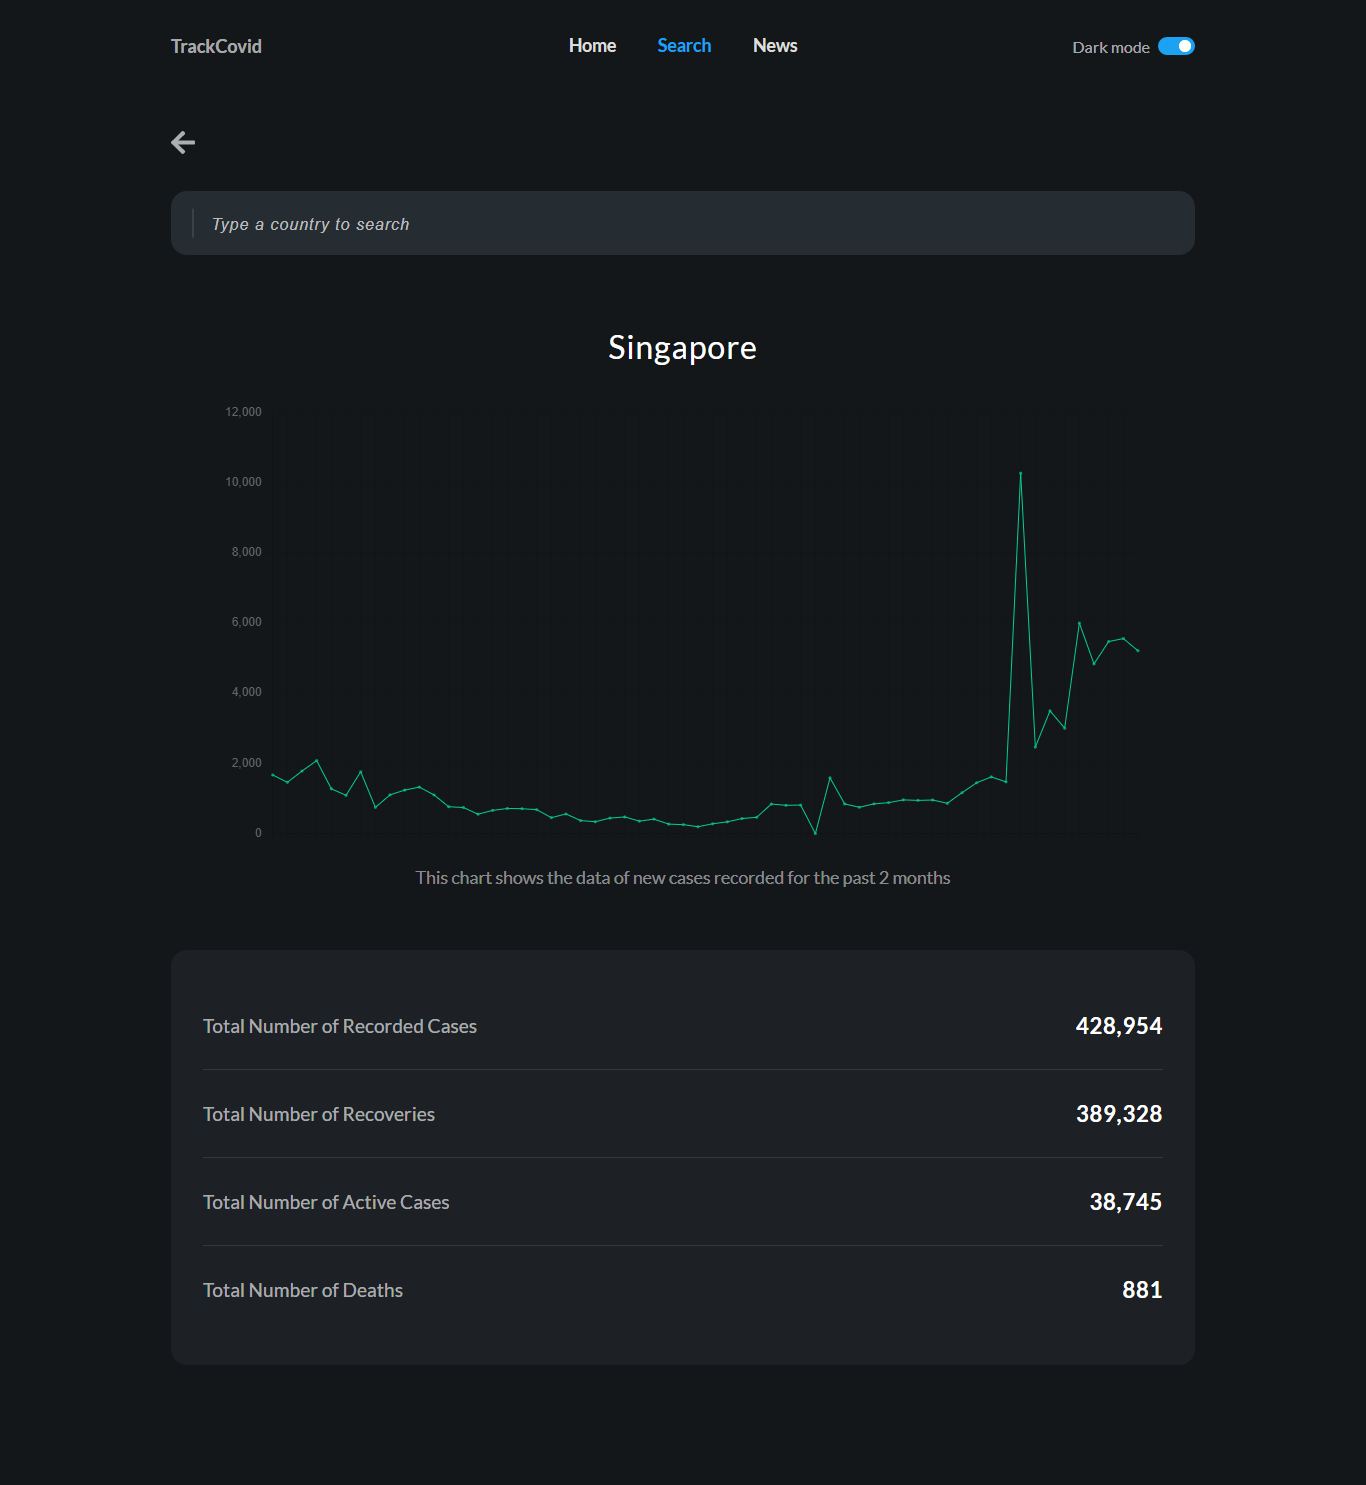 TrackCovid
Home
Search
News
Dark mode
Type a country to search
Singapore
12,000
10,000
8,000
6,000
4,000
2,000
0
This chart shows the data of new cases recorded for the past 2 months
Total Number of Recorded Cases 428,954
Total Number of Recoveries 389,328
Total Number of Active Cases 38,745
Total Number of Deaths 881